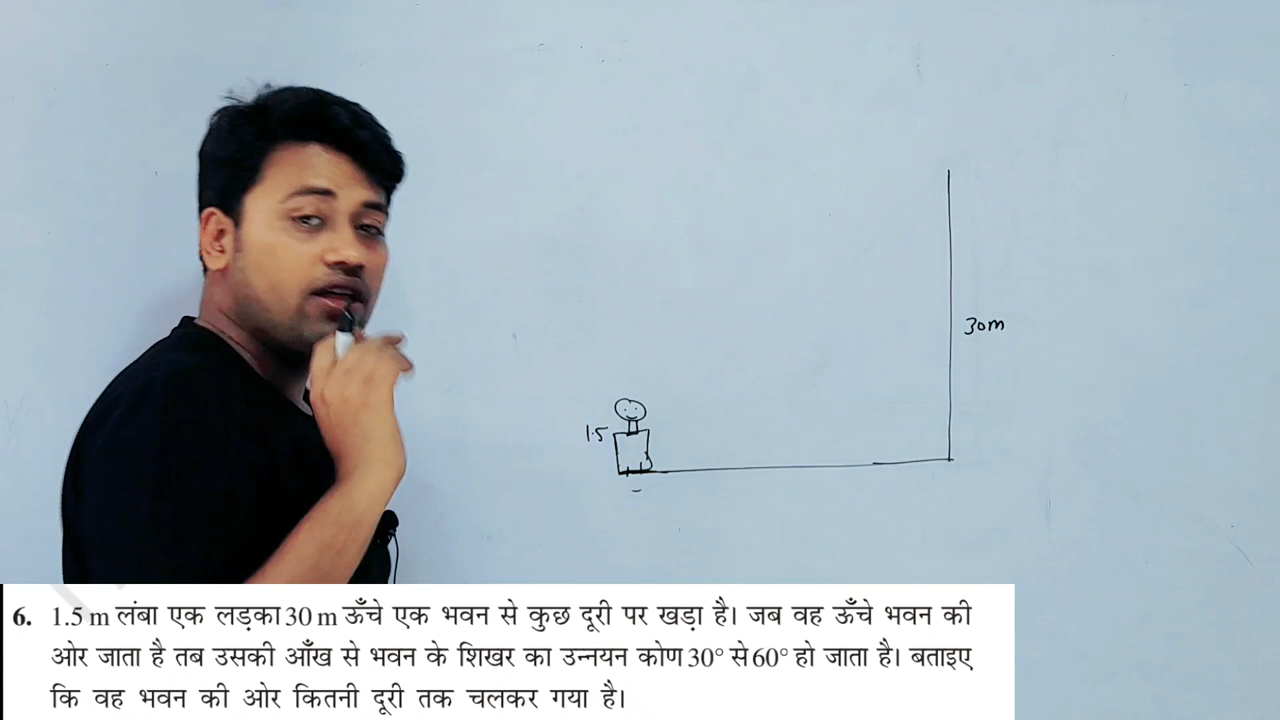 30m
1.5
6. 1.5 m लंबा एक लड़का 30 m ऊँचे एक भवन से कुछ दूरी पर खड़ा है। जब वह ऊँचे भवन की
ओर जाता है तब उसकी आँख से भवन के शिखर का उन्नयन कोण 30° से 60° हो जाता है। बताइए
कि वह भवन की ओर कितनी दूरी तक चलकर गया है।